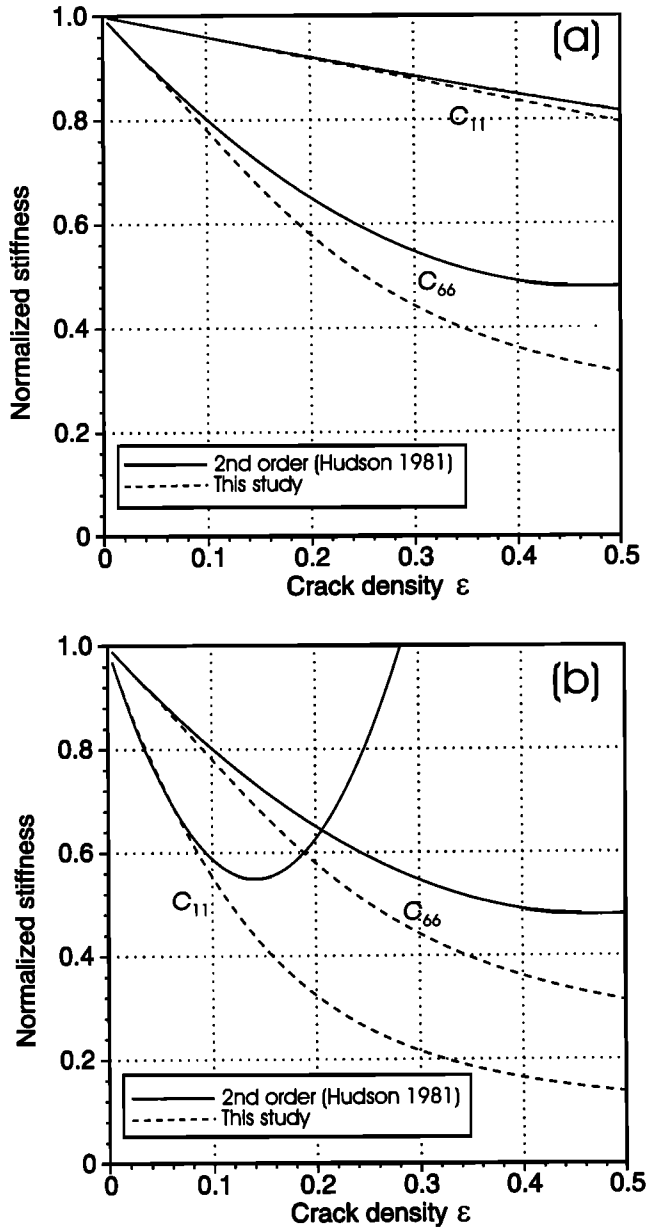 (a)
1.0
0.8
0.6
0.4
0.2
0
Normalized stiffness
C11
C66
2nd order (Hudson 1981)
This study
0 0.1 0.2 0.3 0.4 0.5
Crack density ε
(b)
1.0
0.8
0.6
0.4
0.2
0
Normalized stiffness
C11
C66
2nd order (Hudson 1981)
This study
0 0.1 0.2 0.3 0.4 0.5
Crack density ε